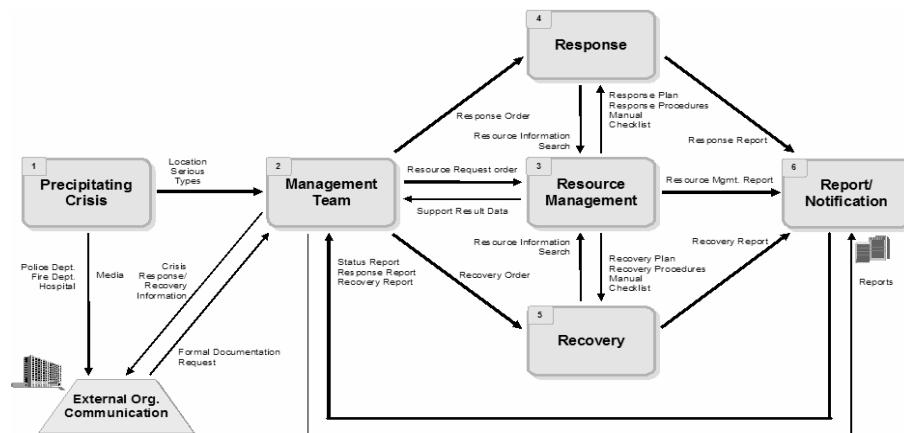 4
Response
Response Order
Resource Information
Search
Response Plan
Response Procedures
Manual
Checklist
Response Report
1
Precipitating
Crisis
Location
Serious
Types
2
Management
Team
Resource Request order
Support Result Data
3
Resource
Management
Resource Mgmt. Report
6
Report/
Notification
Police Dept.
Fire Dept.
Hospital
Media
Crisis
Response/
Recovery
Information
Status Report
Response Report
Recovery Report
Recovery Order
Resource Information
Search
Recovery Plan
Recovery Procedures
Manual
Checklist
Recovery Report
Reports
5
Recovery
Formal Documentation
Request
External Org.
Communication